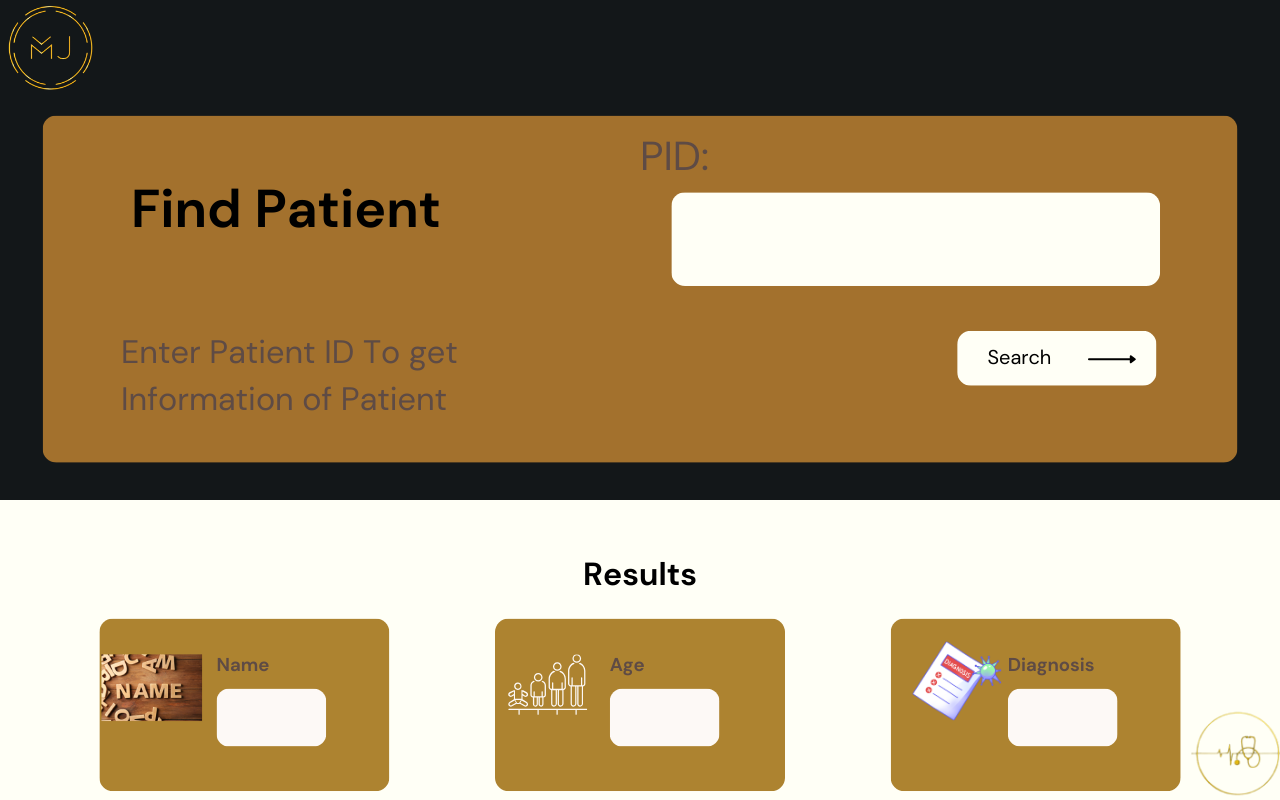 MJ
Find Patient
PID:
Enter Patient ID To get
Information of Patient
Search
Results
NAME
Name
Age
DIAGNOSIS
Diagnosis